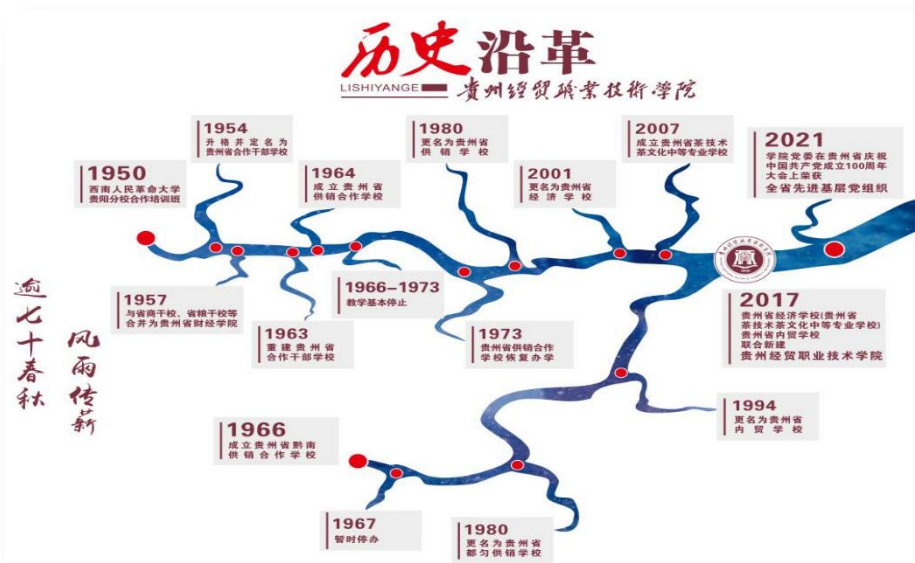 历史沿革
LISHIYANGE
貴州經贸職業技術學院
1950
西南人民革命大学
贵阳分校合作培训班
1954
升格并定名为
贵州省合作干部学校
1957
与省商干校、省粮干校等
合并为贵州省财经学院
1963
重建贵州省
合作干部学校
1964
成立贵州省
供销合作学校
1966-1973
教学基本停止
1973
贵州省供销合作
学校恢复办学
1980
更名为贵州省
供销学校
2001
更名为贵州省
经济学校
2007
成立贵州省茶技术
茶文化中等专业学校
2021
学院党委在贵州省庆祝
中国共产党成立100周年
大会上荣获
全省先进基层党组织
2017
贵州省经济学校(贵州省
茶技术茶文化中等专业学校)
贵州省内贸学校
联合新建
贵州经贸职业技术学院
1966
成立贵州省黔南
供销合作学校
1967
暂时停办
1980
更名为贵州省
都匀供销学校
1994
更名为贵州省
内贸学校
风雨传薪
逾七十春秋